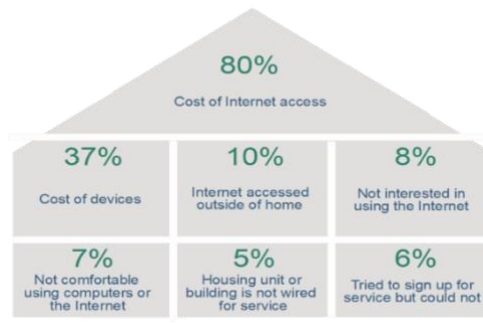 80%
Cost of Internet access
37%
Cost of devices
10%
Internet accessed
outside of home
8%
Not interested in
using the Internet
7%
Not comfortable
using computers or
the Internet
5%
Housing unit or
building is not wired
for service
6%
Tried to sign up for
service but could not